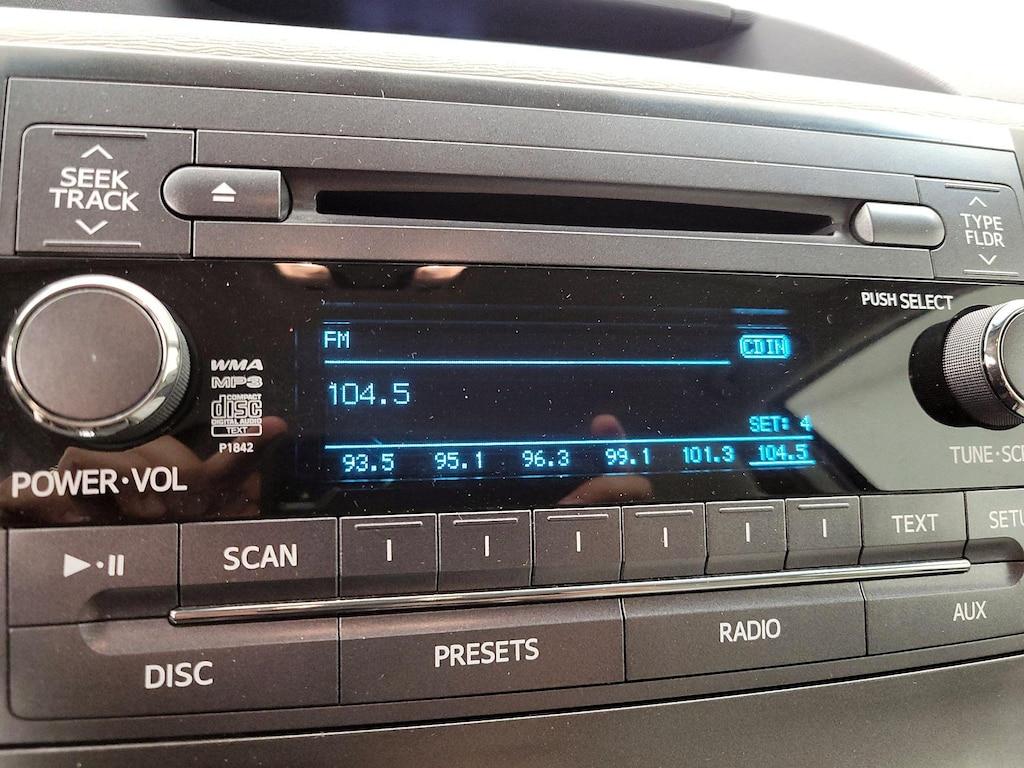 SEEK
TRACK
TYPE
FLDR
PUSH SELECT
FM
CD IN
WMA
MP3
COMPACT
disc
DIGITAL AUDIO
TEXT
P1842
104.5
SET: 4
93.5 95.1 96.3 99.1 101.3 104.5
POWER·VOL
TUNE·SC
SCAN
TEXT
SETU
DISC
PRESETS
RADIO
AUX